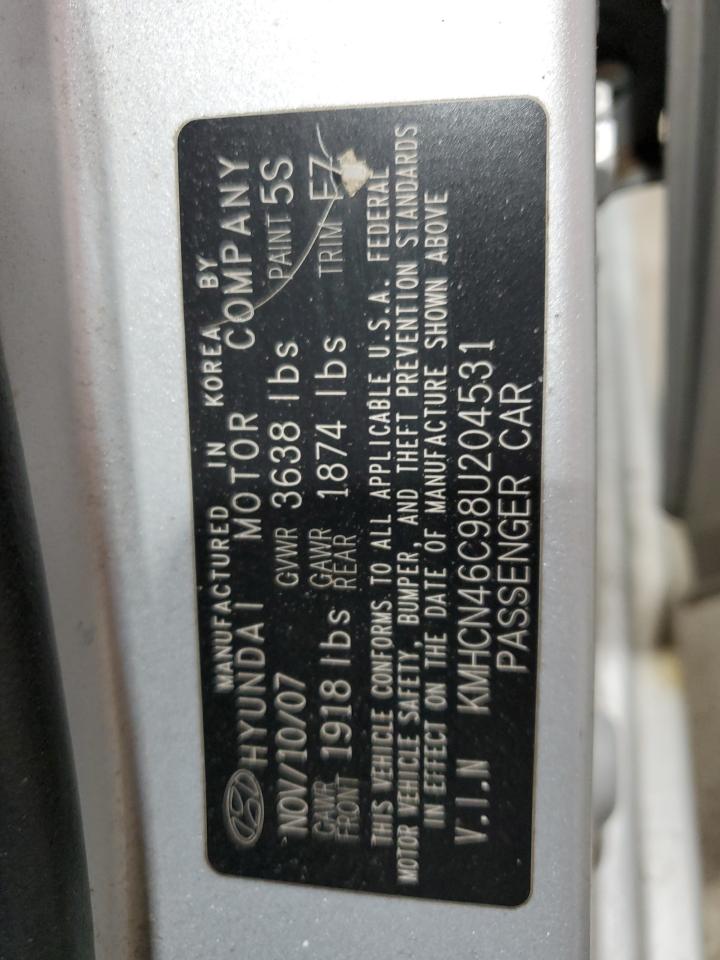 MANUFACTURED IN KOREA BY
HYUNDAI MOTOR COMPANY
NOV/10/07 GVWR 3638 lbs PAINT 5S
GAWR FRONT 1918 lbs GAWR REAR 1874 lbs TRIM FZ
THIS VEHICLE CONFORMS TO ALL APPLICABLE U.S.A. FEDERAL
MOTOR VEHICLE SAFETY, BUMPER, AND THEFT PREVENTION STANDARDS
IN EFFECT ON THE DATE OF MANUFACTURE SHOWN ABOVE
V.I.N KMHCN46C98U204531
PASSENGER CAR